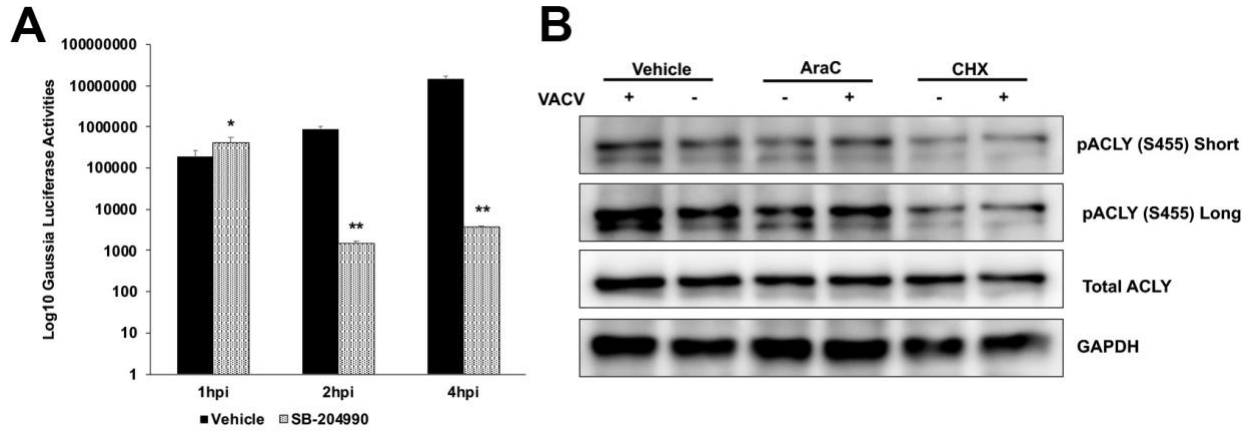 A
Log10 Gaussia Luciferase Activities
100000000
10000000
1000000
100000
10000
1000
100
10
1
*
**
**
1hpi 2hpi 4hpi
Vehicle SB-204990
B
Vehicle AraC CHX
VACV + - - + - +
pACLY (S455) Short
pACLY (S455) Long
Total ACLY
GAPDH